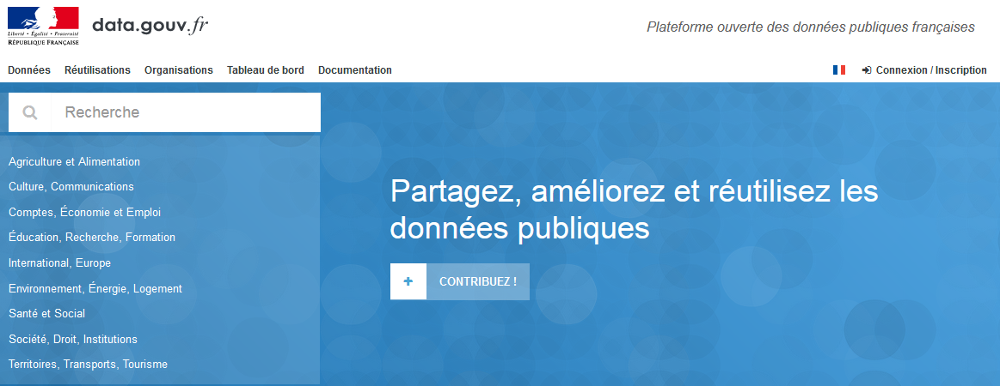 Liberté • Égalité • Fraternité
RÉPUBLIQUE FRANÇAISE
data.gouv.fr
Plateforme ouverte des données publiques françaises
Données Réutilisations Organisations Tableau de bord Documentation
Connexion / Inscription
Recherche
Agriculture et Alimentation
Culture, Communications
Comptes, Économie et Emploi
Éducation, Recherche, Formation
International, Europe
Environnement, Énergie, Logement
Santé et Social
Société, Droit, Institutions
Territoires, Transports, Tourisme
Partagez, améliorez et réutilisez les
données publiques
+ CONTRIBUEZ !